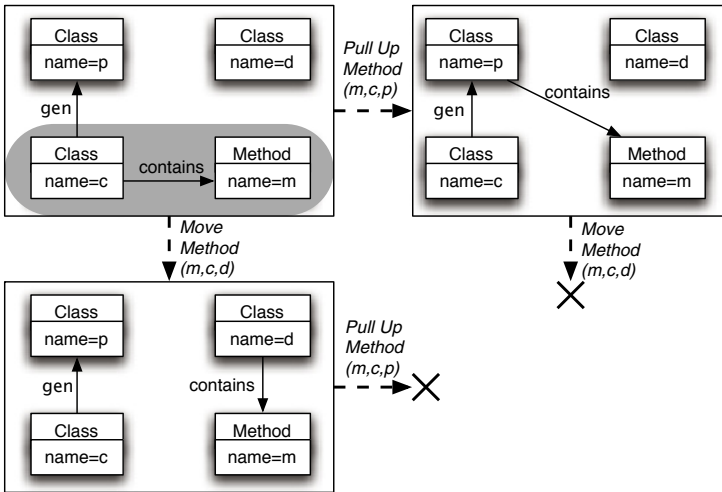 Class
name=p
Class
name=d
gen
Class
name=c
contains
Method
name=m
Pull Up
Method
(m,c,p)
Class
name=p
Class
name=d
contains
gen
Class
name=c
Method
name=m
Move
Method
(m,c,d)
Move
Method
(m,c,d)
Class
name=p
Class
name=d
gen
contains
Class
name=c
Method
name=m
Pull Up
Method
(m,c,p)